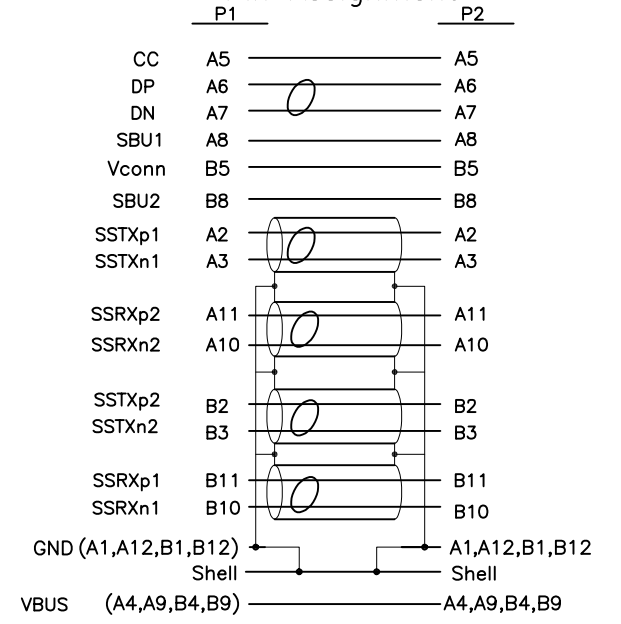 P1 P2
CC A5 A5
DP A6 A6
DN A7 A7
SBU1 A8 A8
Vconn B5 B5
SBU2 B8 B8
SSTXp1 A2 A2
SSTXn1 A3 A3
SSRXp2 A11 A11
SSRXn2 A10 A10
SSTXp2 B2 B2
SSTXn2 B3 B3
SSRXp1 B11 B11
SSRXn1 B10 B10
GND (A1,A12,B1,B12) A1,A12,B1,B12
Shell Shell
VBUS (A4,A9,B4,B9) A4,A9,B4,B9